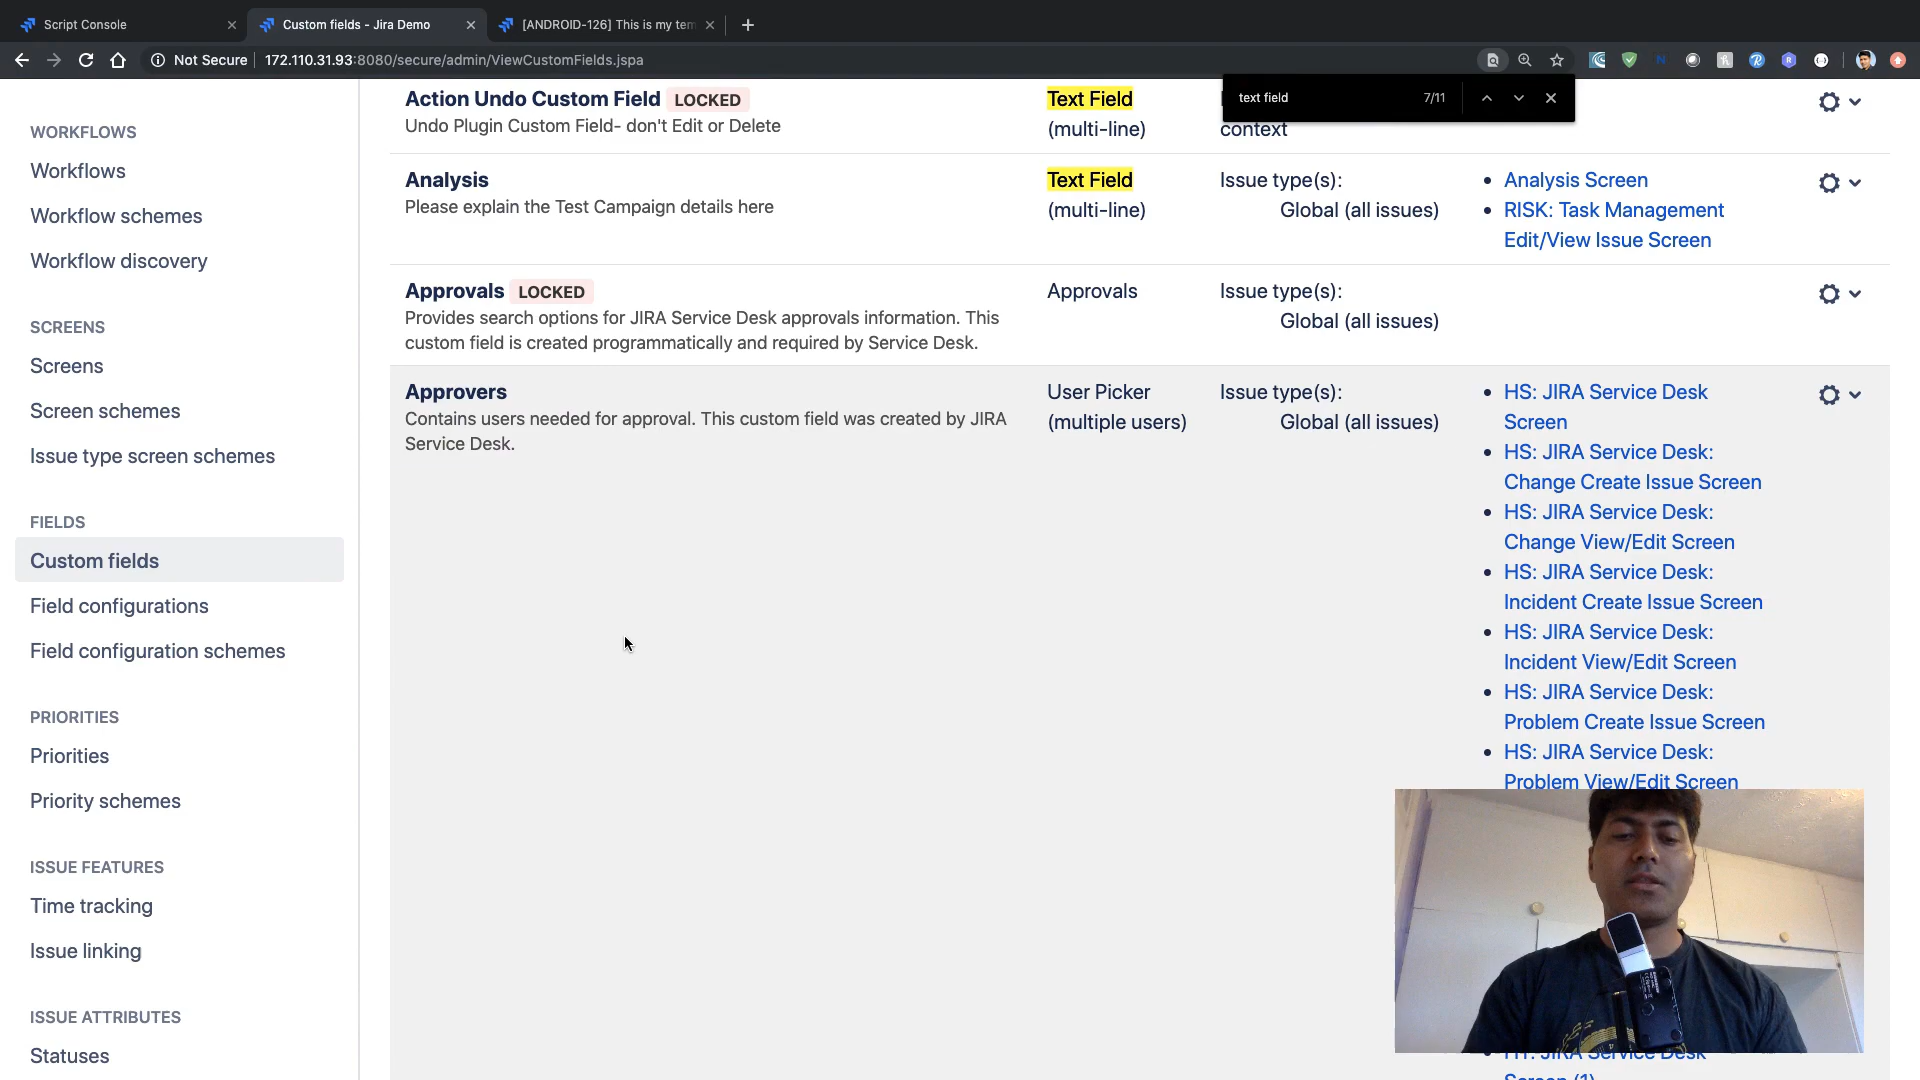 Script Console
Custom fields - Jira Demo
[ANDROID-126] This is my tem
Not Secure
172.110.31.93:8080/secure/admin/ViewCustomFields.jspa
text field
7/11
WORKFLOWS
Workflows
Workflow schemes
Workflow discovery
SCREENS
Screens
Screen schemes
Issue type screen schemes
FIELDS
Custom fields
Field configurations
Field configuration schemes
PRIORITIES
Priorities
Priority schemes
ISSUE FEATURES
Time tracking
Issue linking
ISSUE ATTRIBUTES
Statuses
Action Undo Custom Field LOCKED
Undo Plugin Custom Field- don't Edit or Delete
Text Field
(multi-line)
context
Analysis
Please explain the Test Campaign details here
Text Field
(multi-line)
Issue type(s):
Global (all issues)
Analysis Screen
RISK: Task Management
Edit/View Issue Screen
Approvals LOCKED
Provides search options for JIRA Service Desk approvals information. This
custom field is created programmatically and required by Service Desk.
Approvals
Issue type(s):
Global (all issues)
Approvers
Contains users needed for approval. This custom field was created by JIRA
Service Desk.
User Picker
(multiple users)
Issue type(s):
Global (all issues)
HS: JIRA Service Desk
Screen
HS: JIRA Service Desk:
Change Create Issue Screen
HS: JIRA Service Desk:
Change View/Edit Screen
HS: JIRA Service Desk:
Incident Create Issue Screen
HS: JIRA Service Desk:
Incident View/Edit Screen
HS: JIRA Service Desk:
Problem Create Issue Screen
HS: JIRA Service Desk:
Problem View/Edit Screen
JIRA Service Desk
Screen (1)